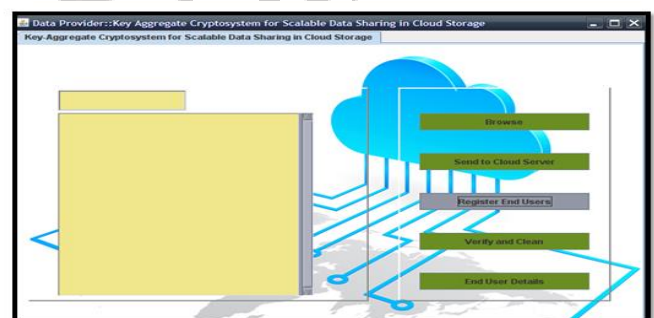 Data Provider::Key Aggregate Cryptosystem for Scalable Data Sharing in Cloud Storage
Key-Aggregate Cryptosystem for Scalable Data Sharing in Cloud Storage
Browse
Send to Cloud Server
Register End Users
Verify and Clean
End User Details